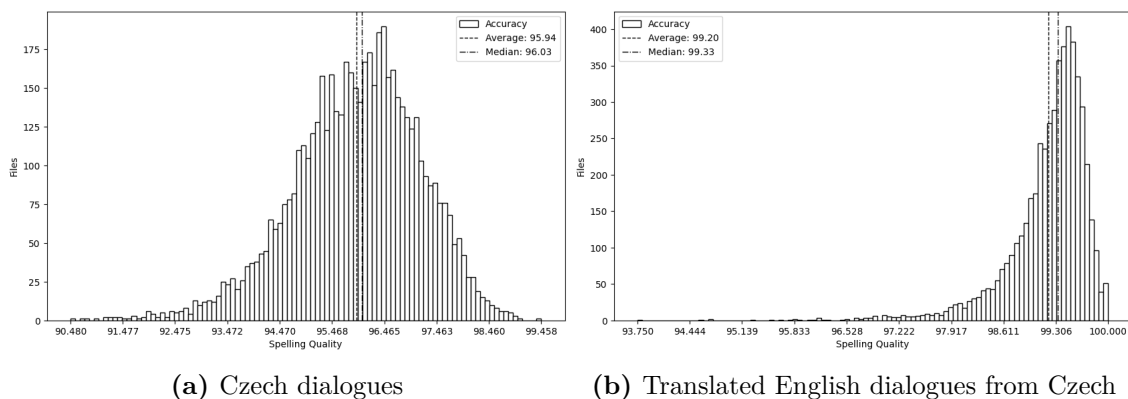 Accuracy
Average: 95.94
Median: 96.03
175
150
125
100
75
50
25
0
Files
90.480 91.477 92.475 93.472 94.470 95.468 96.465 97.463 98.460 99.458
Spelling Quality
(a) Czech dialogues
Accuracy
Average: 99.20
Median: 99.33
400
350
300
250
200
150
100
50
0
Files
93.750 94.444 95.139 95.833 96.528 97.222 97.917 98.611 99.306 100.000
Spelling Quality
(b) Translated English dialogues from Czech